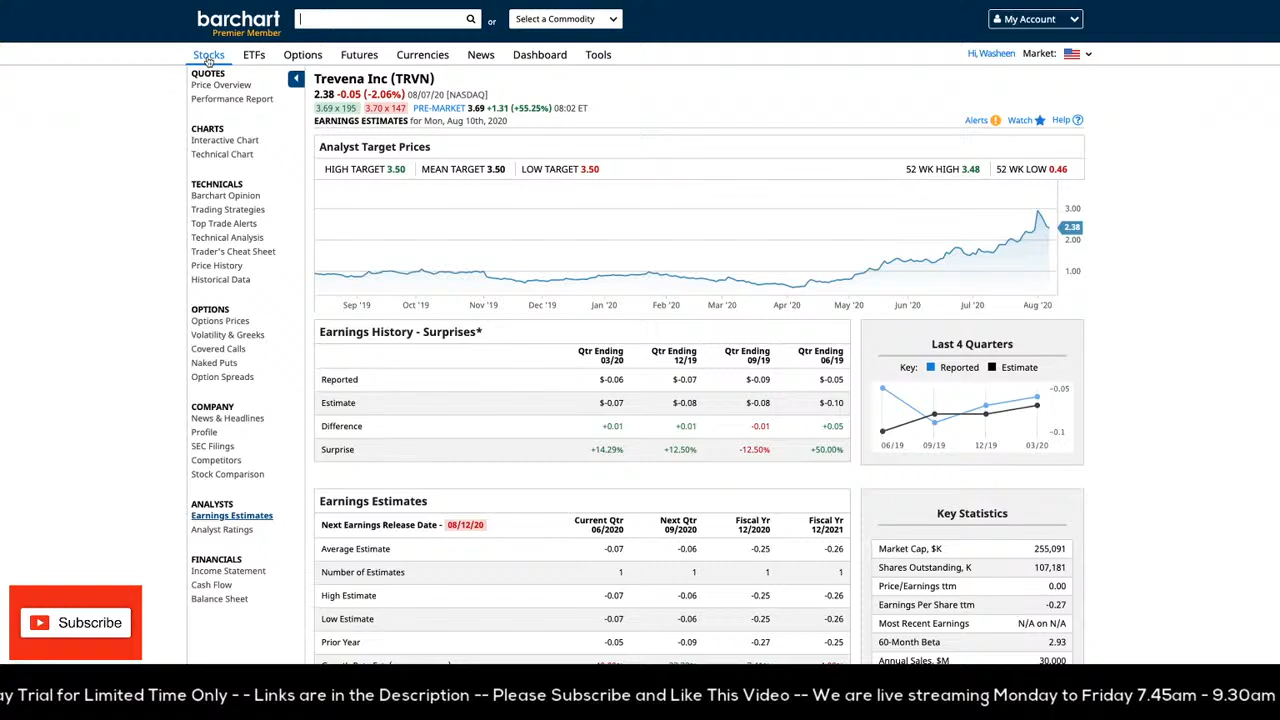 barchart
Premier Member
or
Select a Commodity
My Account
Stocks
ETFs
Options
Futures
Currencies
News
Dashboard
Tools
Hi, Washeen
Market:
QUOTES
Price Overview
Performance Report
CHARTS
Interactive Chart
Technical Chart
TECHNICALS
Barchart Opinion
Trading Strategies
Top Trade Alerts
Technical Analysis
Trader's Cheat Sheet
Price History
Historical Data
OPTIONS
Options Prices
Volatility & Greeks
Covered Calls
Naked Puts
Option Spreads
COMPANY
News & Headlines
Profile
SEC Filings
Competitors
Stock Comparison
ANALYSTS
Earnings Estimates
Analyst Ratings
FINANCIALS
Income Statement
Cash Flow
Balance Sheet
Trevena Inc (TRVN)
2.38 -0.05 (-2.06%) 08/07/20 [NASDAQ]
3.69 x 195 3.70 x 147 PRE-MARKET 3.69 +1.31 (+55.25%) 08:02 ET
EARNINGS ESTIMATES for Mon, Aug 10th, 2020
Alerts Watch Help
Analyst Target Prices
HIGH TARGET 3.50 MEAN TARGET 3.50 LOW TARGET 3.50 52 WK HIGH 3.48 52 WK LOW 0.46
3.00
2.38
2.00
1.00
Sep '19 Oct '19 Nov '19 Dec '19 Jan '20 Feb '20 Mar '20 Apr '20 May '20 Jun '20 Jul '20 Aug '20
Earnings History - Surprises*
Qtr Ending 03/20 Qtr Ending 12/19 Qtr Ending 09/19 Qtr Ending 06/19
Reported $-0.06 $-0.07 $-0.09 $-0.05
Estimate $-0.07 $-0.08 $-0.08 $-0.10
Difference +0.01 +0.01 -0.01 +0.05
Surprise +14.29% +12.50% -12.50% +50.00%
Last 4 Quarters
Key: Reported Estimate
-0.05
-0.1
06/19 09/19 12/19 03/20
Earnings Estimates
Next Earnings Release Date - 08/12/20 Current Qtr 06/2020 Next Qtr 09/2020 Fiscal Yr 12/2020 Fiscal Yr 12/2021
Average Estimate -0.07 -0.06 -0.25 -0.26
Number of Estimates 1 1 1 1
High Estimate -0.07 -0.06 -0.25 -0.26
Low Estimate -0.07 -0.06 -0.25 -0.26
Prior Year -0.05 -0.09 -0.27 -0.25
Key Statistics
Market Cap, $K 255,091
Shares Outstanding, K 107,181
Price/Earnings ttm 0.00
Earnings Per Share ttm -0.27
Most Recent Earnings N/A on N/A
60-Month Beta 2.93
Annual Sales, $M 30,000
Subscribe
ay Trial for Limited Time Only - - Links are in the Description -- Please Subscribe and Like This Video -- We are live streaming Monday to Friday 7.45am - 9.30am